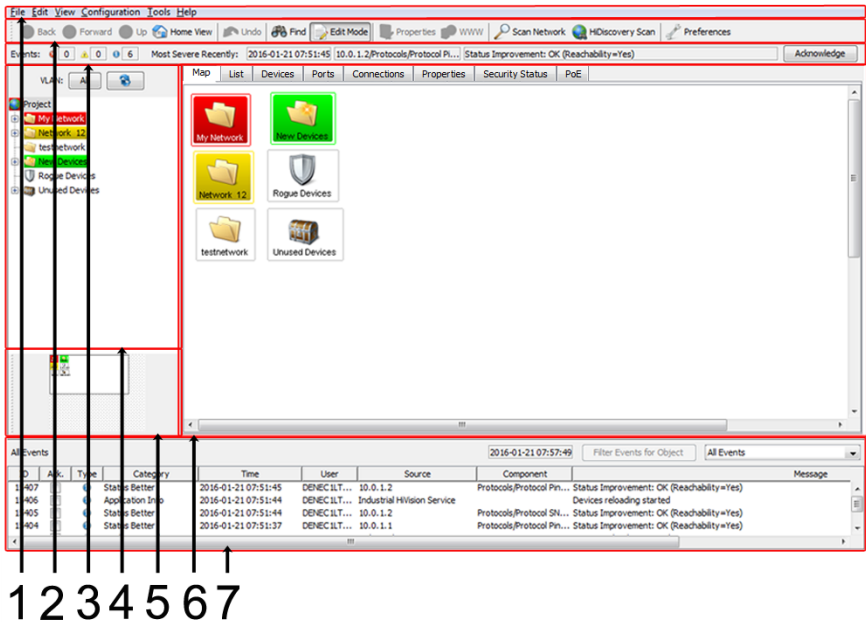 File Edit View Configuration Tools Help
Back Forward Up Home View Undo Find Edit Mode Properties WWW Scan Network HiDiscovery Scan Preferences
Events: 0 0 6 Most Severe Recently: 2016-01-21 07:51:45 10.0.1.2/Protocols/Protocol Pi... Status Improvement: OK (Reachability=Yes) Acknowledge
VLAN:
Map List Devices Ports Connections Properties Security Status PoE
Project
My Network
Network 12
testnetwork
New Devices
Rogue Devices
Unused Devices
My Network New Devices
Network 12 Rogue Devices
testnetwork Unused Devices
All Events 2016-01-21 07:57:49 Filter Events for Object All Events
Ack. Type Category Time User Source Component Message
Status Better 2016-01-21 07:51:45 DENEC1LT... 10.0.1.2 Protocols/Protocol Pin... Status Improvement: OK (Reachability=Yes)
Application Info 2016-01-21 07:51:44 DENEC1LT... Industrial HiVision Service Devices reloading started
Status Better 2016-01-21 07:51:44 DENEC1LT... 10.0.1.2 Protocols/Protocol SN... Status Improvement: OK (Reachability=Yes)
Status Better 2016-01-21 07:51:37 DENEC1LT... 10.0.1.1 Protocols/Protocol Pin... Status Improvement: OK (Reachability=Yes)
1 2 3 4 5 6 7